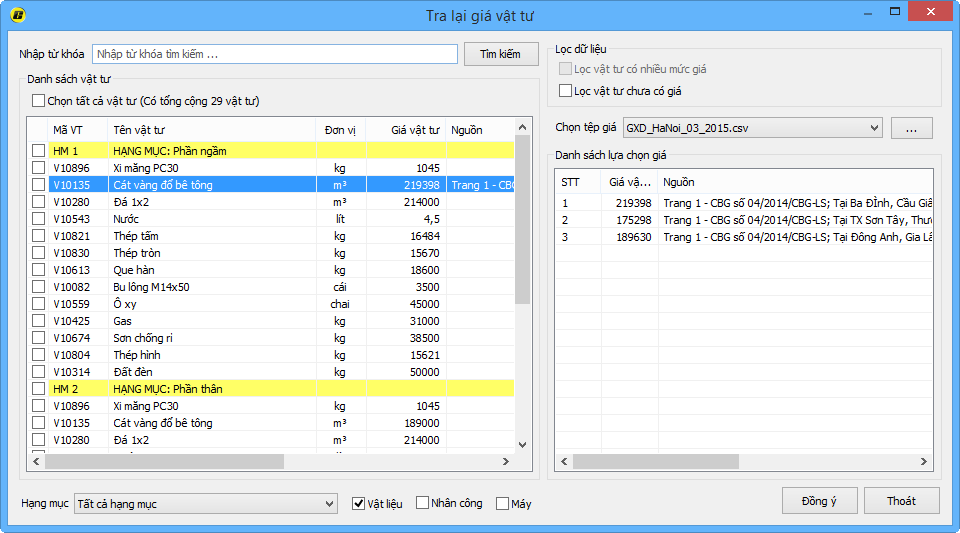 Tra lại giá vật tư
Nhập từ khóa Nhập từ khóa tìm kiếm ... Tìm kiếm
Danh sách vật tư
Chọn tất cả vật tư (Có tổng cộng 29 vật tư)
Mã VT Tên vật tư Đơn vị Giá vật tư Nguồn
HM 1 HẠNG MỤC: Phần ngầm
V10896 Xi măng PC30 kg 1045
V10135 Cát vàng đổ bê tông m³ 219398 Trang 1 - CBG
V10280 Đá 1x2 m³ 214000
V10543 Nước lít 4,5
V10821 Thép tấm kg 16484
V10830 Thép tròn kg 15670
V10613 Que hàn kg 18600
V10082 Bu lông M14x50 cái 3500
V10559 Ô xy chai 45000
V10425 Gas kg 31000
V10674 Sơn chống rỉ kg 38500
V10804 Thép hình kg 15621
V10314 Đất đèn kg 50000
HM 2 HẠNG MỤC: Phần thân
V10896 Xi măng PC30 kg 1045
V10135 Cát vàng đổ bê tông m³ 189000
V10280 Đá 1x2 m³ 214000
Hạng mục Tất cả hạng mục Vật liệu Nhân công Máy
Lọc dữ liệu
Lọc vật tư có nhiều mức giá
Lọc vật tư chưa có giá
Chọn tệp giá GXD_HaNoi_03_2015.csv ...
Danh sách lựa chọn giá
STT Giá vậ... Nguồn
1 219398 Trang 1 - CBG số 04/2014/CBG-LS; Tại Ba Đình, Cầu Giấ
2 175298 Trang 1 - CBG số 04/2014/CBG-LS; Tại TX Sơn Tây, Thư
3 189630 Trang 1 - CBG số 04/2014/CBG-LS; Tại Đông Anh, Gia Lâ
Đồng ý Thoát